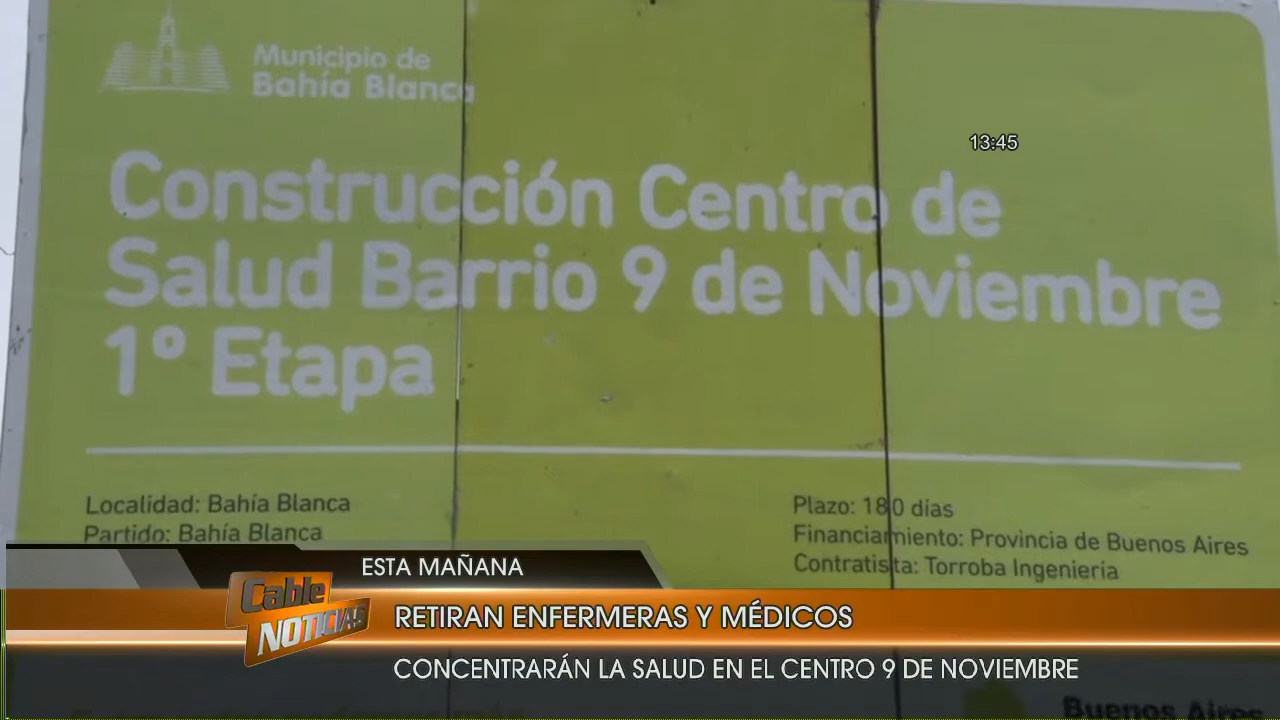 Municipio de
Bahía Blanca
13:45
Construcción Centro de
Salud Barrio 9 de Noviembre
1º Etapa
Localidad: Bahía Blanca
Partido: Bahía Blanca
Plazo: 180 días
Financiamiento: Provincia de Buenos Aires
Contratista: Torroba Ingeniería
ESTA MAÑANA
Cable
NOTICIAS
RETIRAN ENFERMERAS Y MÉDICOS
CONCENTRARÁN LA SALUD EN EL CENTRO 9 DE NOVIEMBRE
Buenos Aires